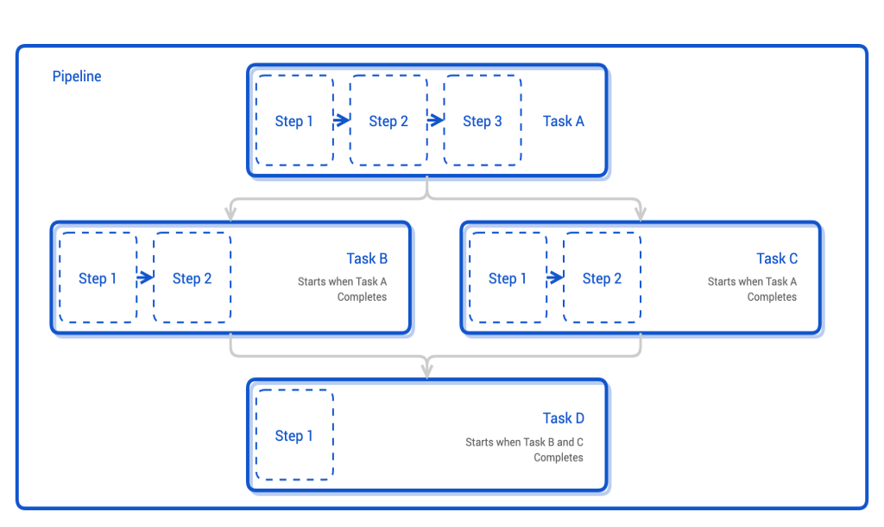 Pipeline
Step 1
Step 2
Step 3
Task A
Step 1
Step 2
Task B
Starts when Task A
Completes
Step 1
Step 2
Task C
Starts when Task A
Completes
Step 1
Task D
Starts when Task B and C
Completes